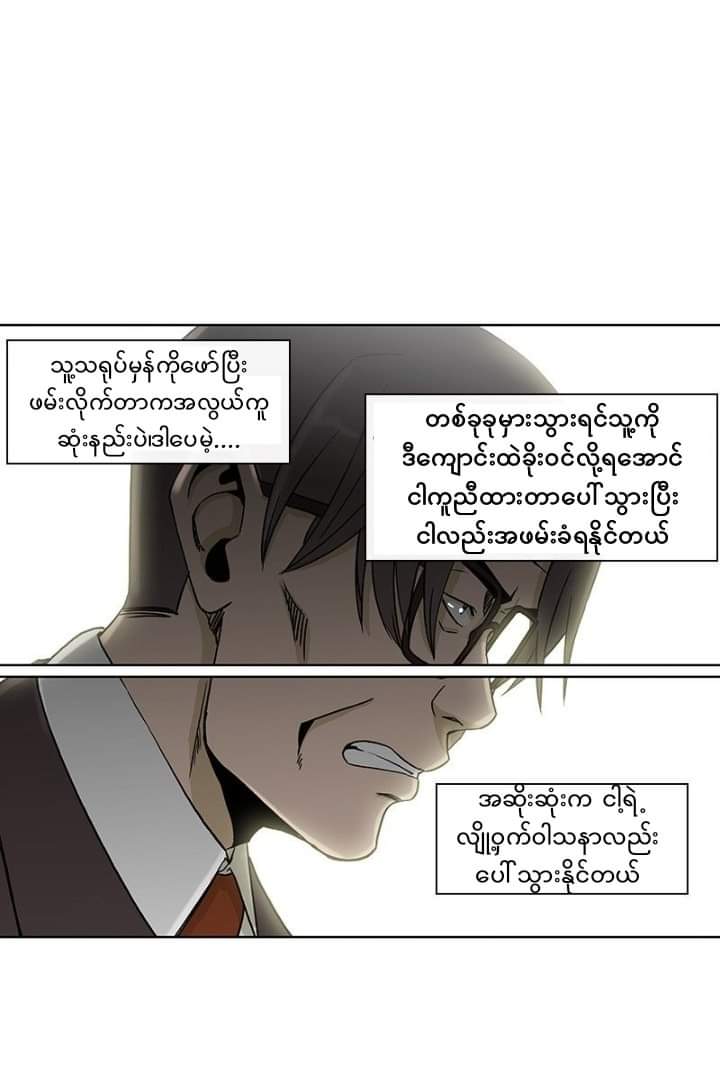 သူ့သရုပ်မှန်ကိုဖော်ပြီး
ဖမ်းလိုက်တာကအလွယ်ကူ
ဆုံးနည်းပဲ၊ဒါပေမဲ့....
တစ်ခုခုမှားသွားရင်သူ့ကို
ဒီကျောင်းထဲခိုးဝင်လို့ရအောင်
ငါကူညီထားတာပေါ်သွားပြီး
ငါလည်းအဖမ်းခံရနိုင်တယ်
အဆိုးဆုံးက ငါ့ရဲ့
လျို့ဝှက်ဝါသနာလည်း
ပေါ်သွားနိုင်တယ်